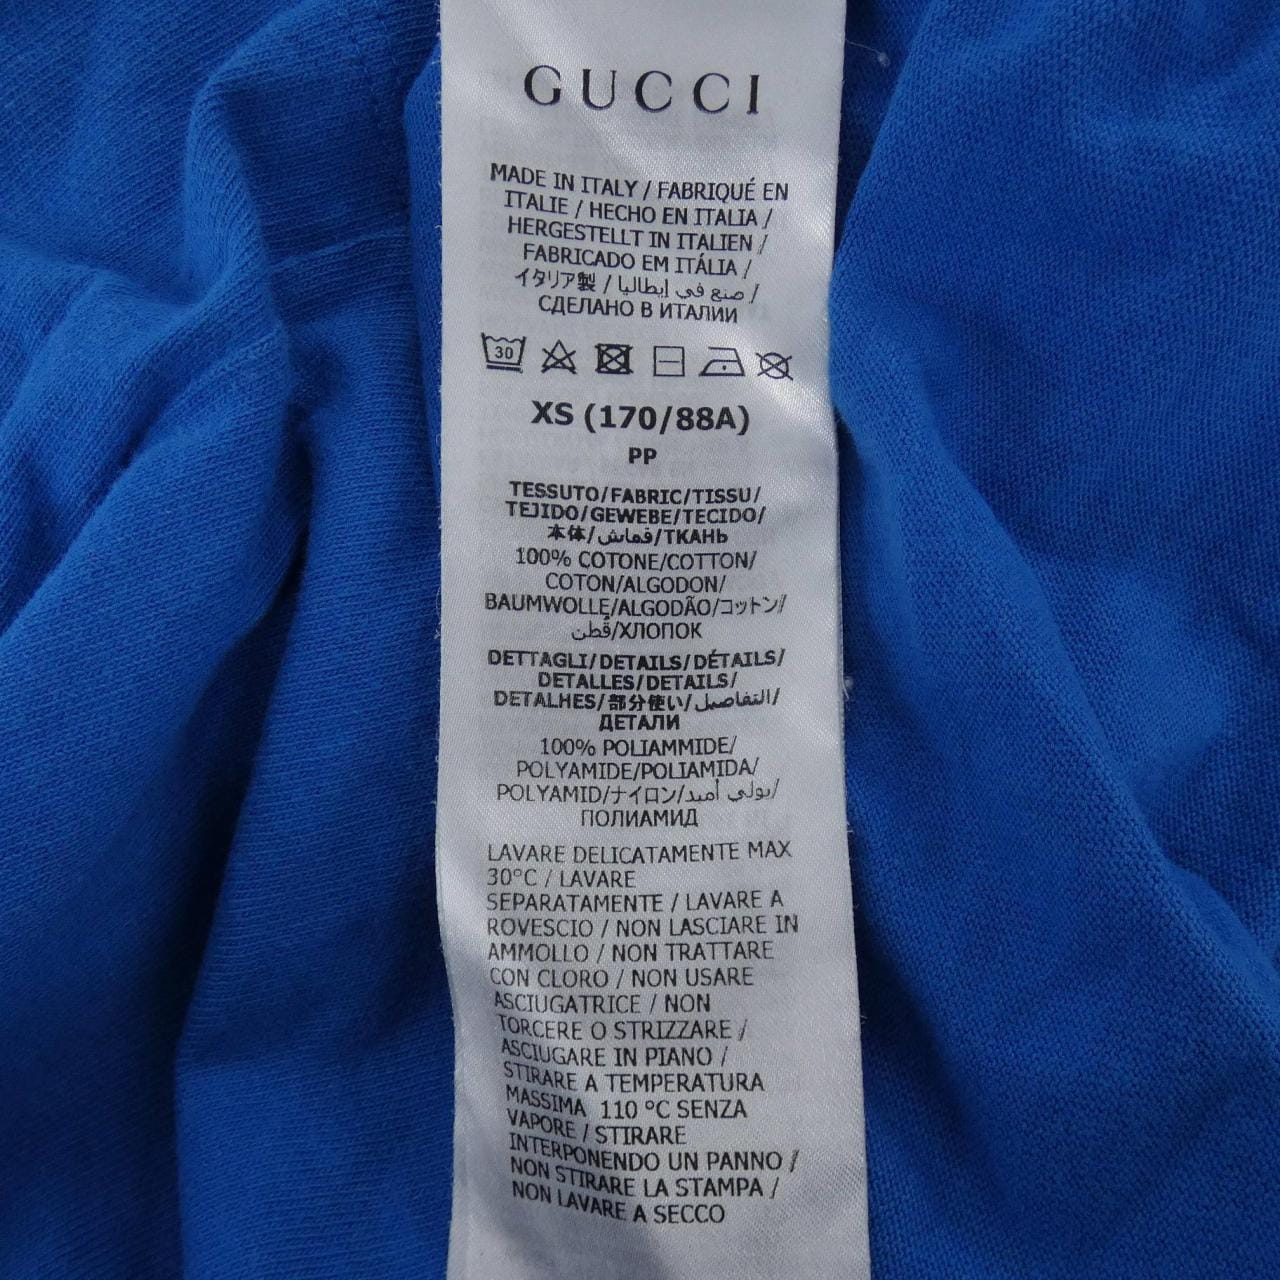 GUCCI
MADE IN ITALY / FABRIQUÉ EN
ITALIE / HECHO EN ITALIA /
HERGESTELLT IN ITALIEN /
FABRICADO EM ITÁLIA /
イタリア製 / صنع في إيطاليا /
СДЕЛАНО В ИТАЛИИ
30
XS (170/88A)
PP
TESSUTO/FABRIC/TISSU/
TEJIDO/GEWEBE/TECIDO/
本体/قماش/ТКАНЬ
100% COTONE/COTTON/
COTON/ALGODON/
BAUMWOLLE/ALGODÃO/コットン/
قطن/ХЛОПОК
DETTAGLI/DETAILS/DÉTAILS/
DETALLES/DETAILS/
DETALHES/部分使い/التفاصيل/
ДЕТАЛИ
100% POLIAMMIDE/
POLYAMIDE/POLIAMIDA/
POLYAMID/ナイロン/بولي أميد/
ПОЛИАМИД
LAVARE DELICATAMENTE MAX
30°C / LAVARE
SEPARATAMENTE / LAVARE A
ROVESCIO / NON LASCIARE IN
AMMOLLO / NON TRATTARE
CON CLORO / NON USARE
ASCIUGATRICE / NON
TORCERE O STRIZZARE /
ASCIUGARE IN PIANO /
STIRARE A TEMPERATURA
MASSIMA 110 °C SENZA
VAPORE / STIRARE
INTERPONENDO UN PANNO /
NON STIRARE LA STAMPA /
NON LAVARE A SECCO